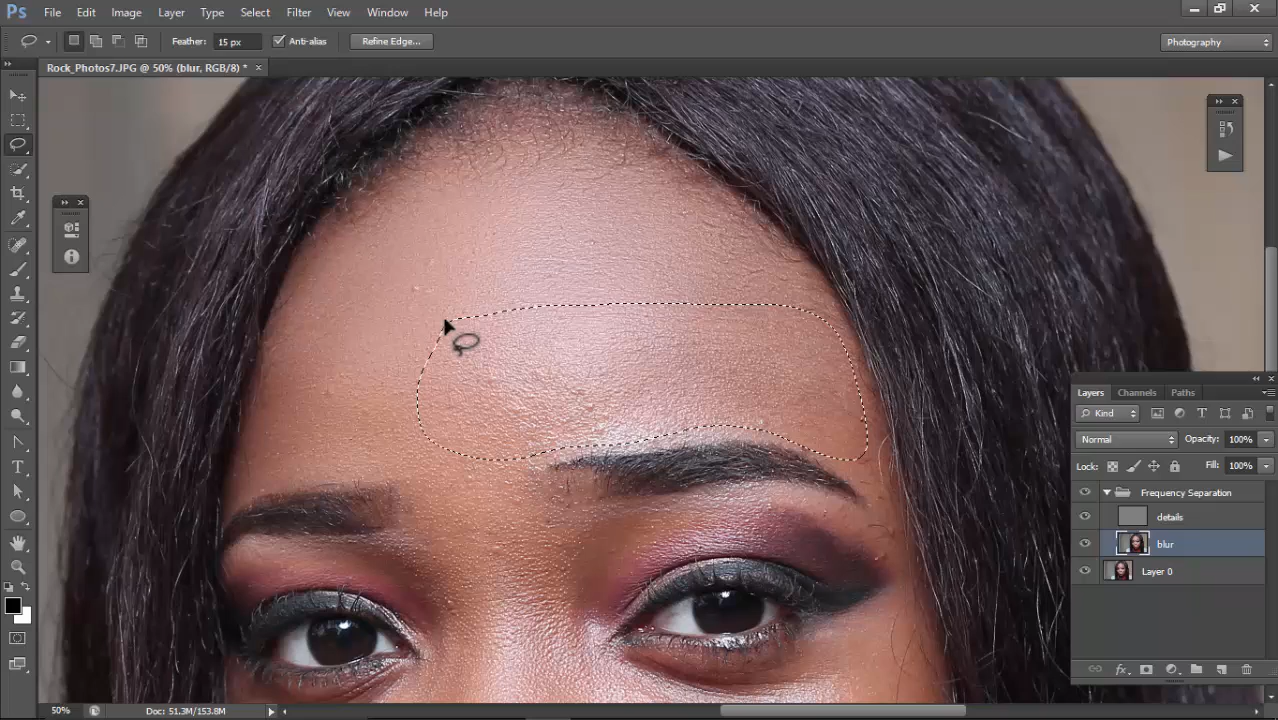 Ps File Edit Image Layer Type Select Filter 3D View Window Help
Feather: 15 px Anti-alias Refine Edge... Photography
Rock_Photos7.JPG @ 50% (blur, RGB/8) * ×
Layers Channels Paths
Kind
Normal Opacity: 100%
Lock: Fill: 100%
Frequency Separation
details
blur
Layer 0
50% Doc: 51.3M/153.8M